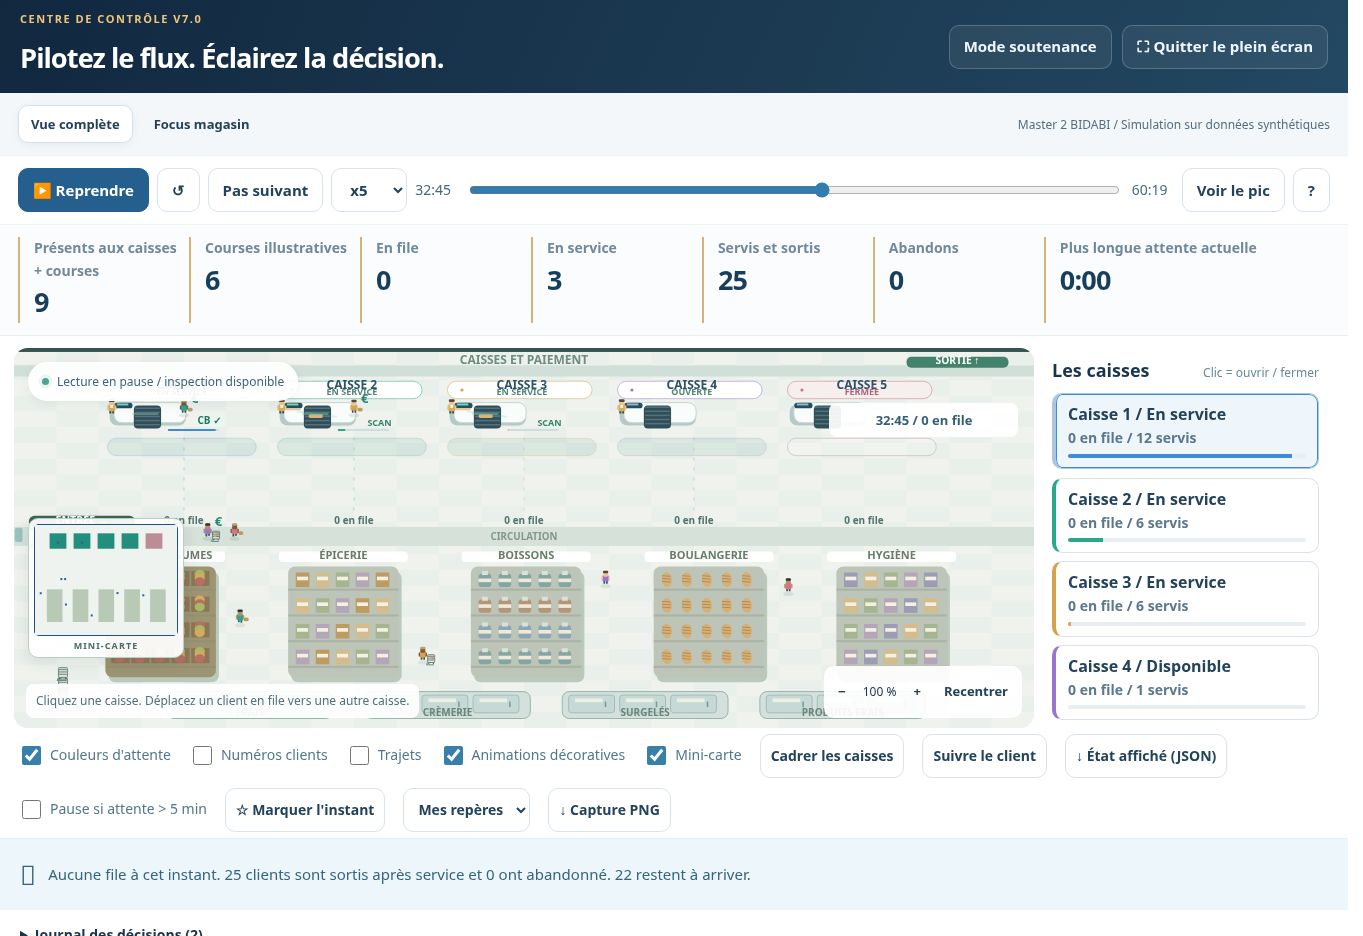 CENTRE DE CONTRÔLE V7.0
Pilotez le flux. Éclairez la décision.
Mode soutenance
Quitter le plein écran
Vue complète
Focus magasin
Master 2 BIDABI / Simulation sur données synthétiques
Reprendre
↺
Pas suivant
x5
32:45
60:19
Voir le pic
?
Présents aux caisses
+ courses
9
Courses illustratives
6
En file
0
En service
3
Servis et sortis
25
Abandons
0
Plus longue attente actuelle
0:00
CAISSES ET PAIEMENT
SORTIE ↑
Lecture en pause / inspection disponible
CAISSE 2
EN SERVICE
CAISSE 3
EN SERVICE
CAISSE 4
OUVERTE
CAISSE 5
FERMÉE
€
CB ✓
SCAN
SCAN
32:45 / 0 en file
en file
0 en file
0 en file
0 en file
0 en file
€
CIRCULATION
UMES
ÉPICERIE
BOISSONS
BOULANGERIE
HYGIÈNE
MINI-CARTE
Cliquez une caisse. Déplacez un client en file vers une autre caisse.
CRÈMERIE
SURGELÉS
PRODUITS FRAIS
− 100 % + Recentrer
Les caisses
Clic = ouvrir / fermer
Caisse 1 / En service
0 en file / 12 servis
Caisse 2 / En service
0 en file / 6 servis
Caisse 3 / En service
0 en file / 6 servis
Caisse 4 / Disponible
0 en file / 1 servis
Couleurs d'attente
Numéros clients
Trajets
Animations décoratives
Mini-carte
Cadrer les caisses
Suivre le client
↓ État affiché (JSON)
Pause si attente > 5 min
☆ Marquer l'instant
Mes repères
↓ Capture PNG
Aucune file à cet instant. 25 clients sont sortis après service et 0 ont abandonné. 22 restent à arriver.
▶ Journal des décisions (2)